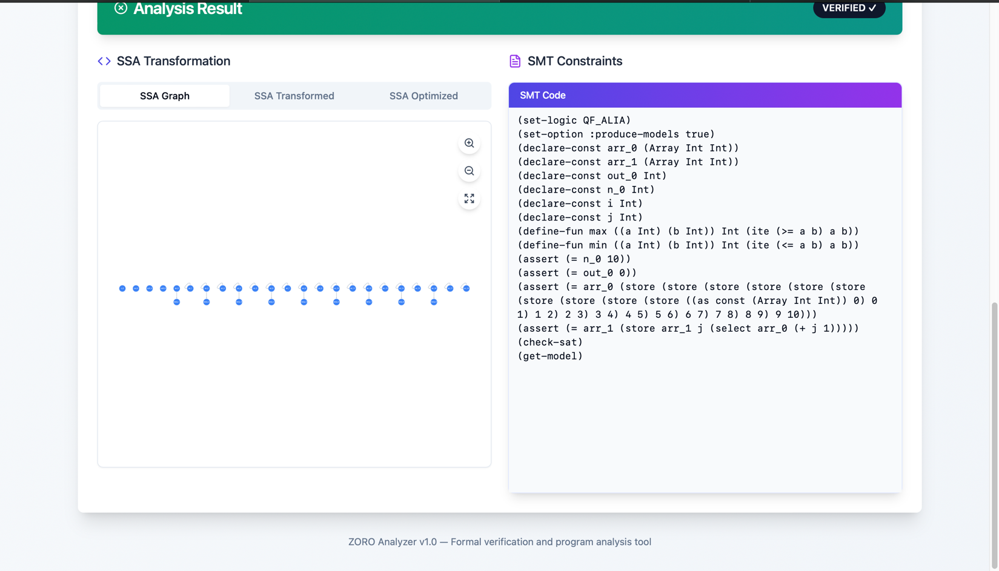 Analysis Result
VERIFIED ✓
SSA Transformation
SSA Graph
SSA Transformed
SSA Optimized
SMT Constraints
SMT Code
(set-logic QF_ALIA)
(set-option :produce-models true)
(declare-const arr_0 (Array Int Int))
(declare-const arr_1 (Array Int Int))
(declare-const out_0 Int)
(declare-const n_0 Int)
(declare-const i Int)
(declare-const j Int)
(define-fun max ((a Int) (b Int)) Int (ite (>= a b) a b))
(define-fun min ((a Int) (b Int)) Int (ite (<= a b) a b))
(assert (= n_0 10))
(assert (= out_0 0))
(assert (= arr_0 (store (store (store (store (store (store
(store (store (store (store ((as const (Array Int Int)) 0) 0
1) 1 2) 2 3) 3 4) 4 5) 5 6) 6 7) 7 8) 8 9) 9 10)))
(assert (= arr_1 (store arr_1 j (select arr_0 (+ j 1)))))
(check-sat)
(get-model)
ZORO Analyzer v1.0 — Formal verification and program analysis tool